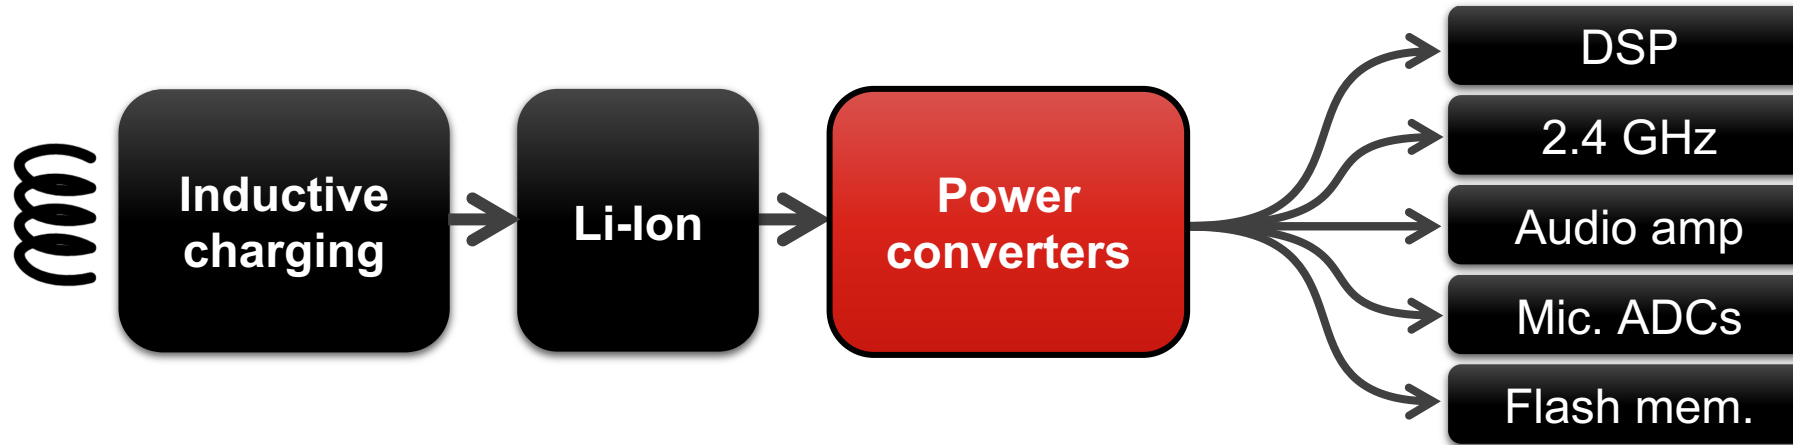 Inductive
charging
Li-Ion
Power
converters
DSP
2.4 GHz
Audio amp
Mic. ADCs
Flash mem.